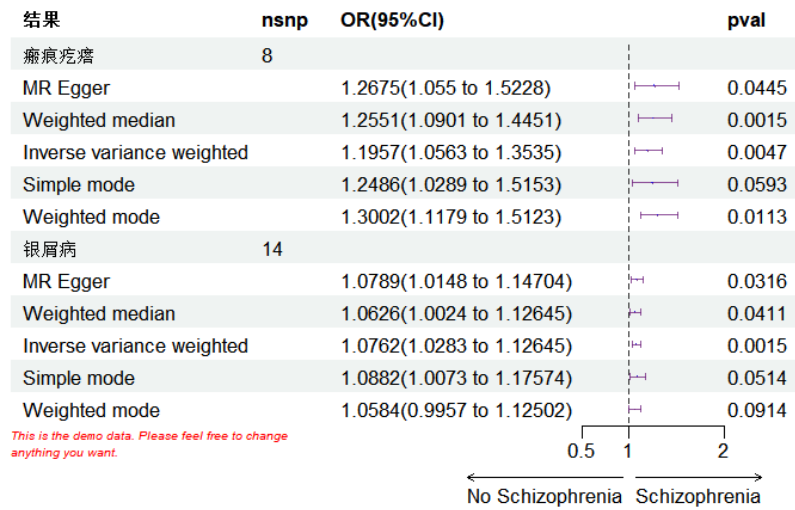 结果 nsnp OR(95%CI) pval
瘢痕疙瘩 8
MR Egger 1.2675(1.055 to 1.5228) 0.0445
Weighted median 1.2551(1.0901 to 1.4451) 0.0015
Inverse variance weighted 1.1957(1.0563 to 1.3535) 0.0047
Simple mode 1.2486(1.0289 to 1.5153) 0.0593
Weighted mode 1.3002(1.1179 to 1.5123) 0.0113
银屑病 14
MR Egger 1.0789(1.0148 to 1.14704) 0.0316
Weighted median 1.0626(1.0024 to 1.12645) 0.0411
Inverse variance weighted 1.0762(1.0283 to 1.12645) 0.0015
Simple mode 1.0882(1.0073 to 1.17574) 0.0514
Weighted mode 1.0584(0.9957 to 1.12502) 0.0914
This is the demo data. Please feel free to change
anything you want.
0.5 1 2
No Schizophrenia Schizophrenia